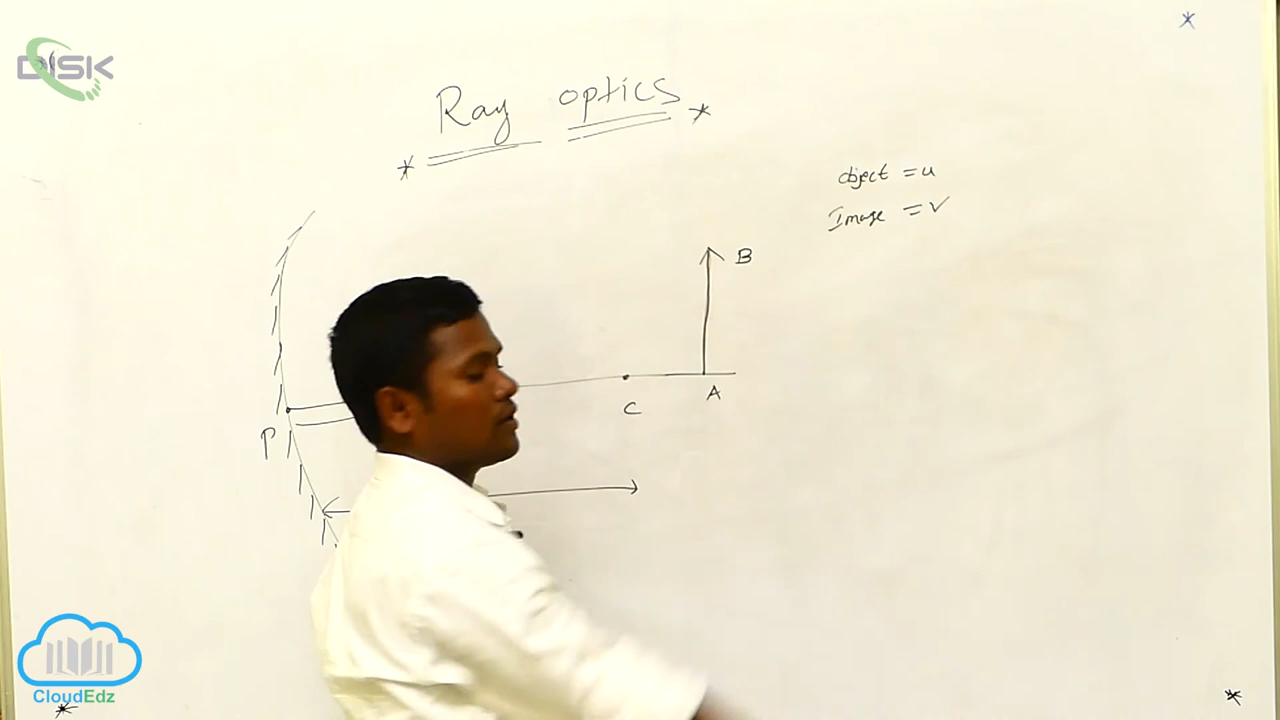 DISK
Ray optics
object = u
Image = v
B
C
A
P
CloudEdz